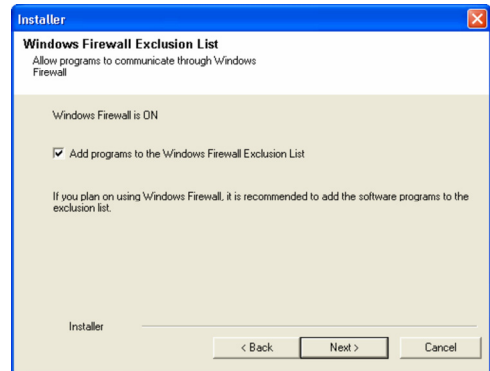 Installer
Windows Firewall Exclusion List
Allow programs to communicate through Windows
Firewall
Windows Firewall is ON
Add programs to the Windows Firewall Exclusion List
If you plan on using Windows Firewall, it is recommended to add the software programs to the
exclusion list.
Installer
< Back Next > Cancel